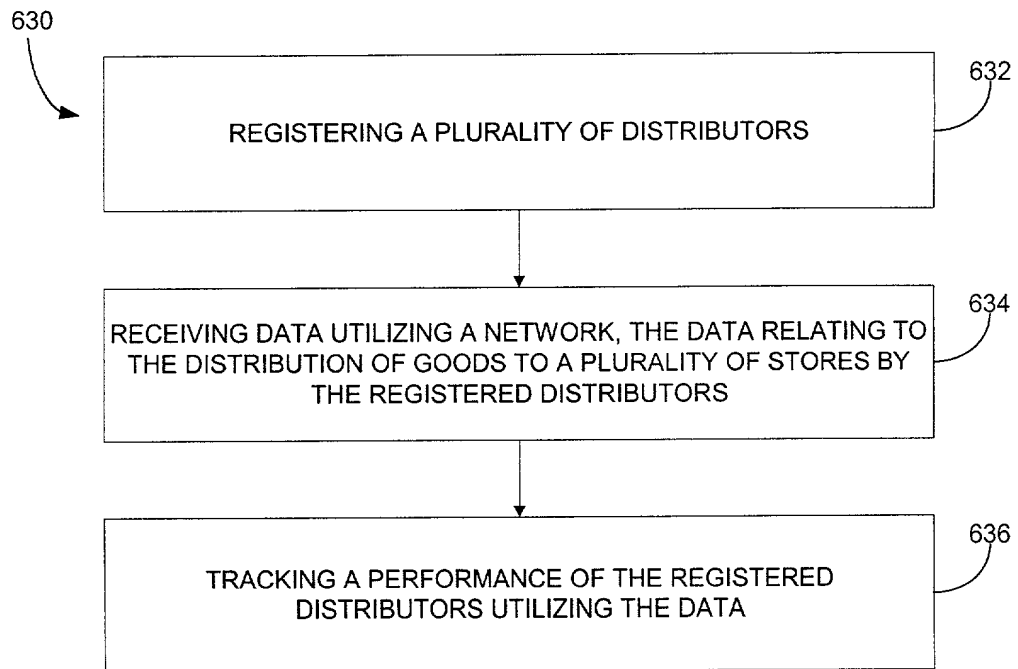 630
632
REGISTERING A PLURALITY OF DISTRIBUTORS
634
RECEIVING DATA UTILIZING A NETWORK, THE DATA RELATING TO
THE DISTRIBUTION OF GOODS TO A PLURALITY OF STORES BY
THE REGISTERED DISTRIBUTORS
636
TRACKING A PERFORMANCE OF THE REGISTERED
DISTRIBUTORS UTILIZING THE DATA